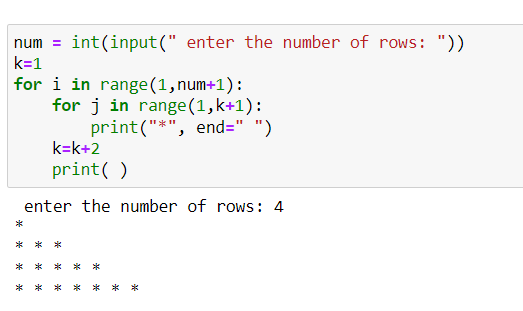 num = int(input(" enter the number of rows: "))
k=1
for i in range(1,num+1):
    for j in range(1,k+1):
        print("*", end=" ")
    k=k+2
    print( )
 enter the number of rows: 4
*
* * *
* * * * *
* * * * * * *